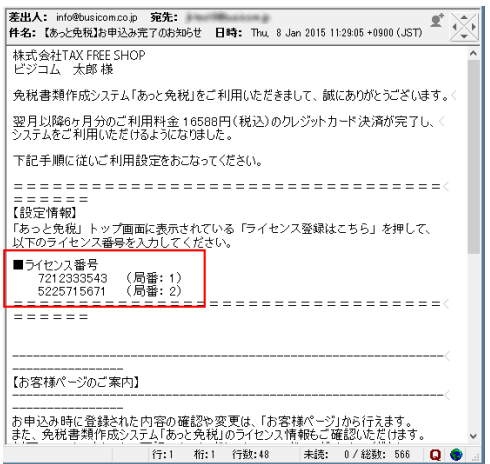 差出人: info@busicom.co.jp 宛先:
件名:【あっと免税】お申込み完了のお知らせ 日時: Thu, 8 Jan 2015 11:29:05 +0900 (JST)
株式会社TAX FREE SHOP
ビジコム 太郎 様
免税書類作成システム「あっと免税」をご利用いただきまして、誠にありがとうございます。
翌月以降6ヶ月分のご利用料金 16588円(税込)のクレジットカード決済が完了し、
システムをご利用いただけるようになりました。
下記手順に従いご利用設定をおこなってください。
=================================
======
【設定情報】
「あっと免税」トップ画面に表示されている「ライセンス登録はこちら」を押して、
以下のライセンス番号を入力してください。
■ライセンス番号
7212333543 (局番: 1)
5225715671 (局番: 2)
=================================
======
------------------------------------------------------
----------------
【お客様ページのご案内】
------------------------------------------------------
----------------
お申込み時に登録された内容の確認や変更は、「お客様ページ」から行えます。
また、免税書類作成システム「あっと免税」のライセンス情報もご確認いただけます。
行:1 桁:1 行数:48 未読: 0/総数: 566